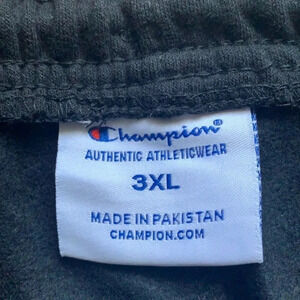 Champion®
AUTHENTIC ATHLETICWEAR
3XL
MADE IN PAKISTAN
CHAMPION.COM